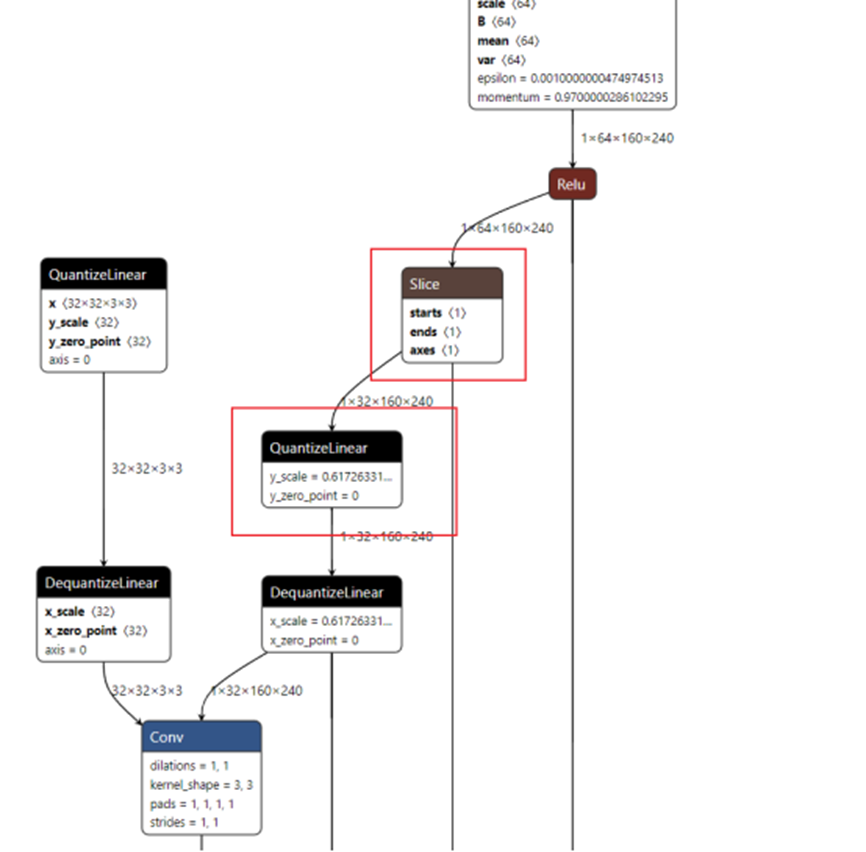 scale ⟨64⟩
B ⟨64⟩
mean ⟨64⟩
var ⟨64⟩
epsilon = 0.0010000000474974513
momentum = 0.9700000286102295
1×64×160×240
Relu
1×64×160×240
Slice
starts ⟨1⟩
ends ⟨1⟩
axes ⟨1⟩
QuantizeLinear
x ⟨32×32×3×3⟩
y_scale ⟨32⟩
y_zero_point ⟨32⟩
axis = 0
1×32×160×240
QuantizeLinear
y_scale = 0.61726331...
y_zero_point = 0
32×32×3×3
1×32×160×240
DequantizeLinear
x_scale ⟨32⟩
x_zero_point ⟨32⟩
axis = 0
DequantizeLinear
x_scale = 0.61726331...
x_zero_point = 0
32×32×3×3
1×32×160×240
Conv
dilations = 1, 1
kernel_shape = 3, 3
pads = 1, 1, 1, 1
strides = 1, 1